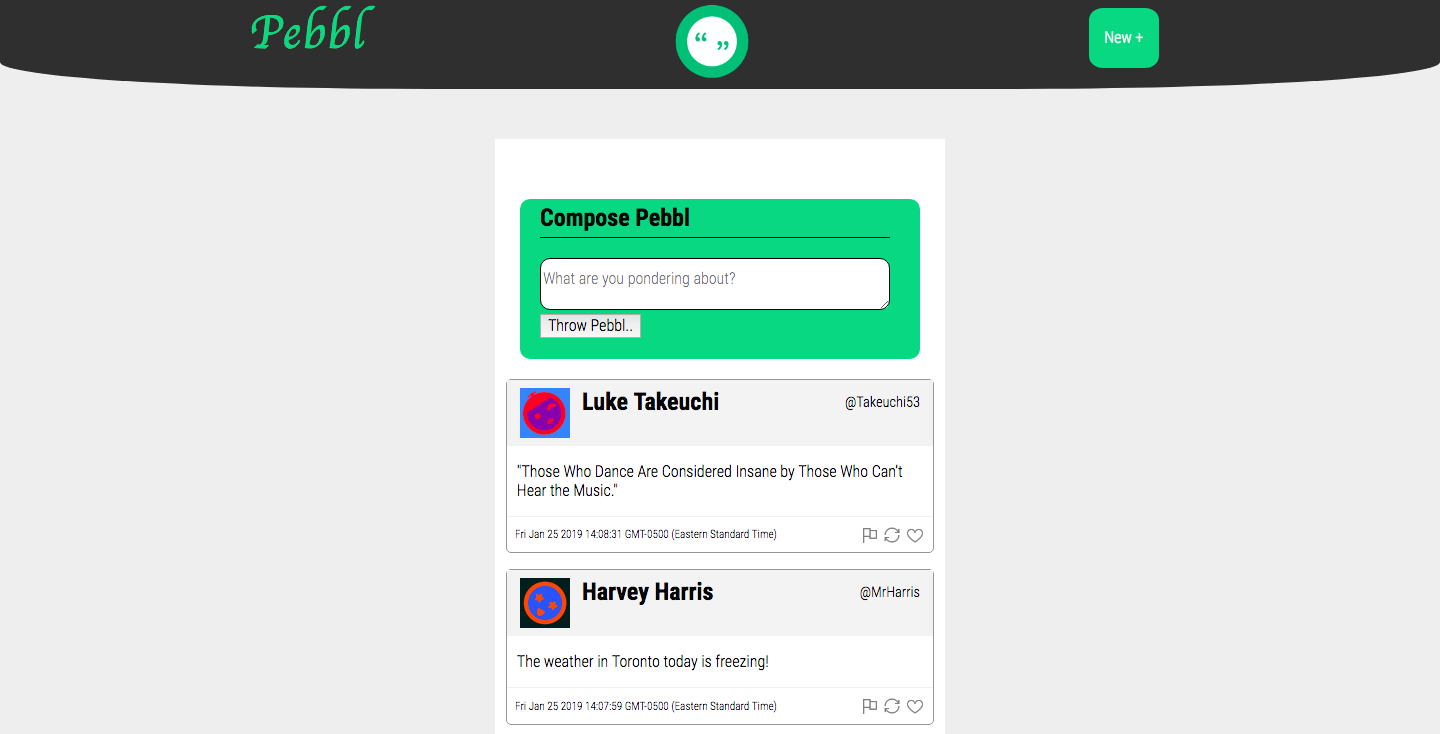 Pebbl
“ ”
New +
Compose Pebbl
What are you pondering about?
Throw Pebbl..
Luke Takeuchi
@Takeuchi53
"Those Who Dance Are Considered Insane by Those Who Can't
Hear the Music."
Fri Jan 25 2019 14:08:31 GMT-0500 (Eastern Standard Time)
Harvey Harris
@MrHarris
The weather in Toronto today is freezing!
Fri Jan 25 2019 14:07:59 GMT-0500 (Eastern Standard Time)